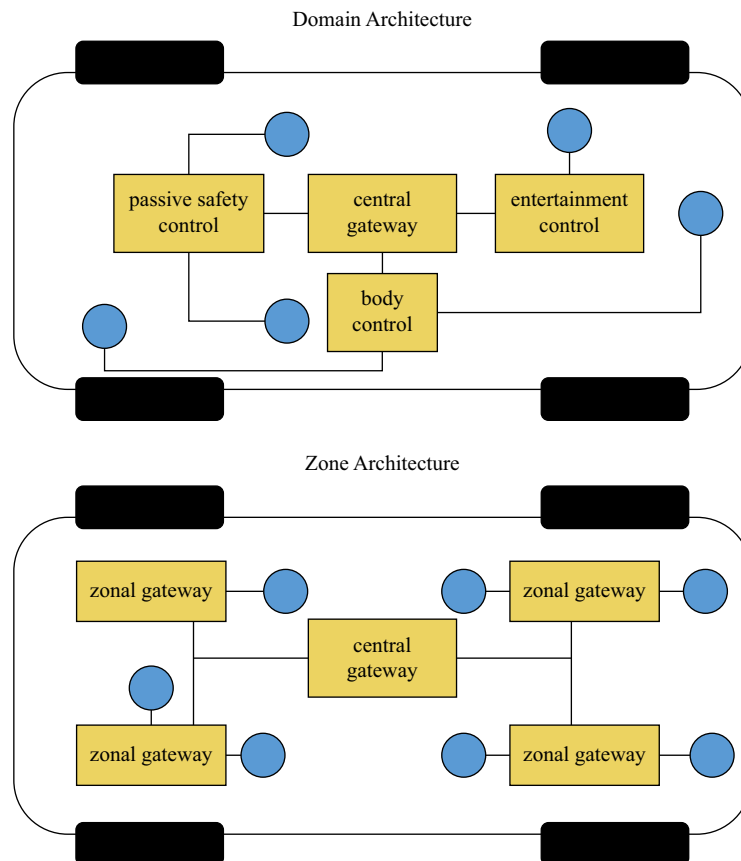 Domain Architecture
passive safety
control
central
gateway
entertainment
control
body
control
Zone Architecture
zonal gateway
zonal gateway
central
gateway
zonal gateway
zonal gateway